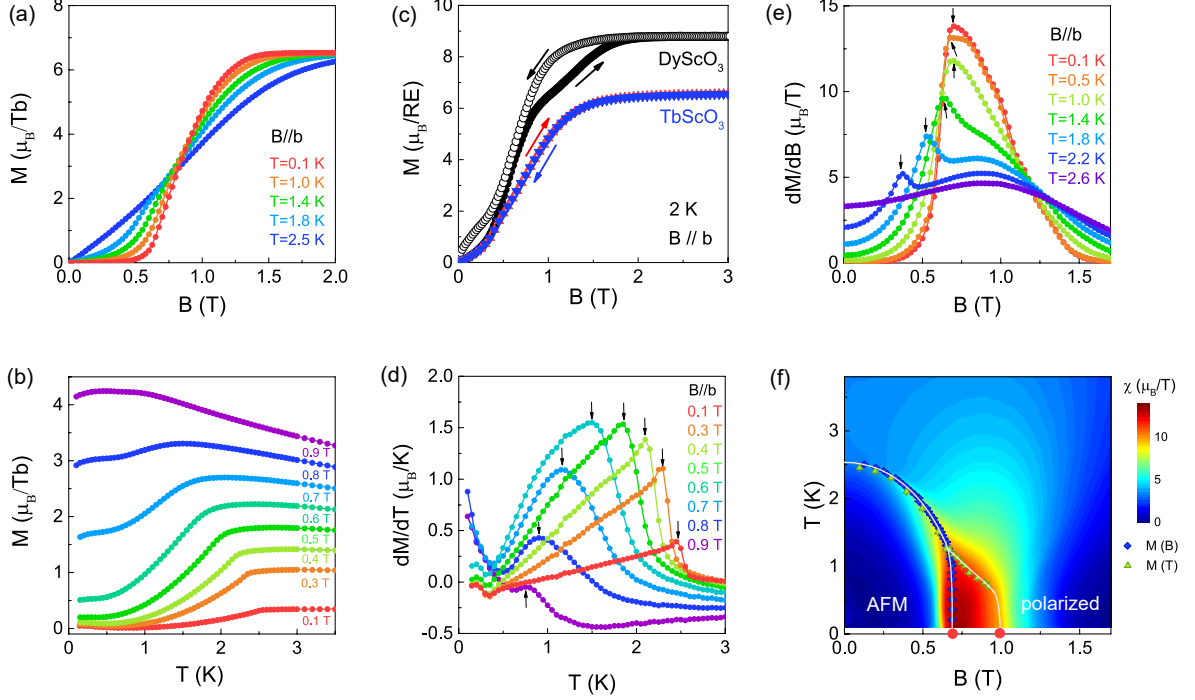 (a)
M (μB/Tb)
8
6
4
2
0
B//b
T=0.1 K
T=1.0 K
T=1.4 K
T=1.8 K
T=2.5 K
0.0 0.5 1.0 1.5 2.0
B (T)
(c)
M (μB/RE)
10
8
6
4
2
0
DyScO3
TbScO3
2 K
B // b
0 1 2 3
B (T)
(e)
dM/dB (μB/T)
15
10
5
0
B//b
T=0.1 K
T=0.5 K
T=1.0 K
T=1.4 K
T=1.8 K
T=2.2 K
T=2.6 K
0.0 0.5 1.0 1.5
B (T)
(b)
M (μB/Tb)
4
3
2
1
0
0.9 T
0.8 T
0.7 T
0.6 T
0.5 T
0.4 T
0.3 T
0.1 T
0 1 2 3
T (K)
(d)
dM/dT (μB/K)
2.0
1.5
1.0
0.5
0.0
-0.5
B//b
0.1 T
0.3 T
0.4 T
0.5 T
0.6 T
0.7 T
0.8 T
0.9 T
0 1 2 3
T (K)
(f)
T (K)
3
2
1
0
AFM
polarized
0.0 0.5 1.0 1.5
B (T)
χ (μB/T)
10
5
0
M (B)
M (T)